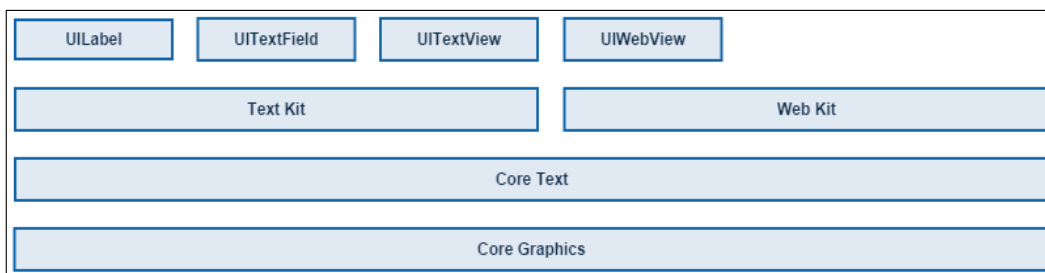 UILabel UITextField UITextView UIWebView
Text Kit Web Kit
Core Text
Core Graphics